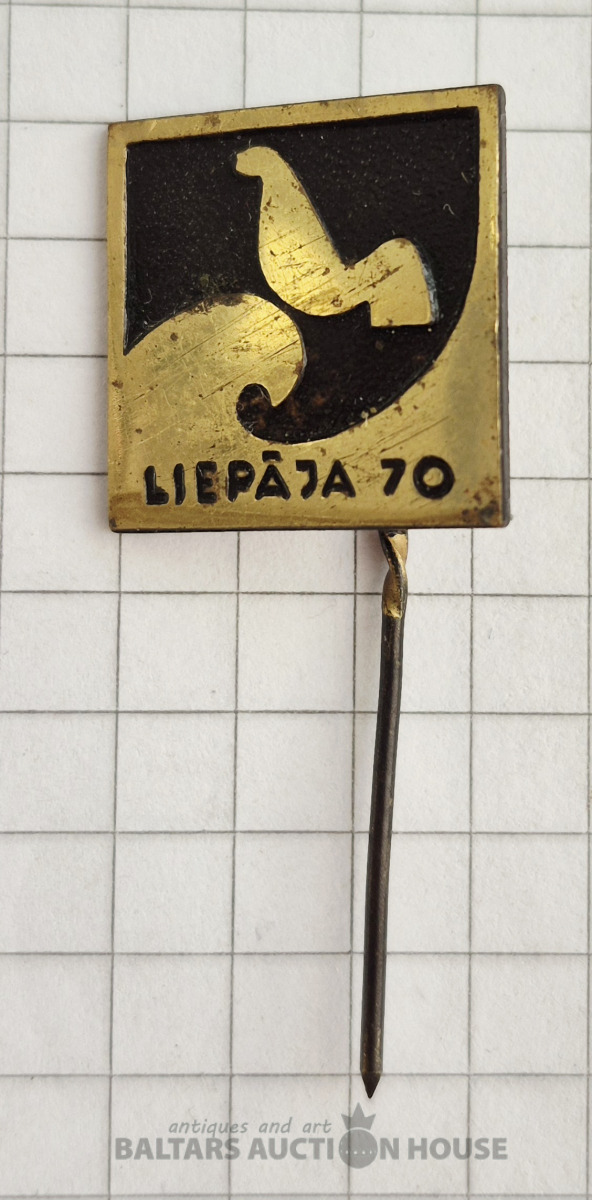 LIEPĀJA 70
antiques and art
BALTARS AUCTION HOUSE